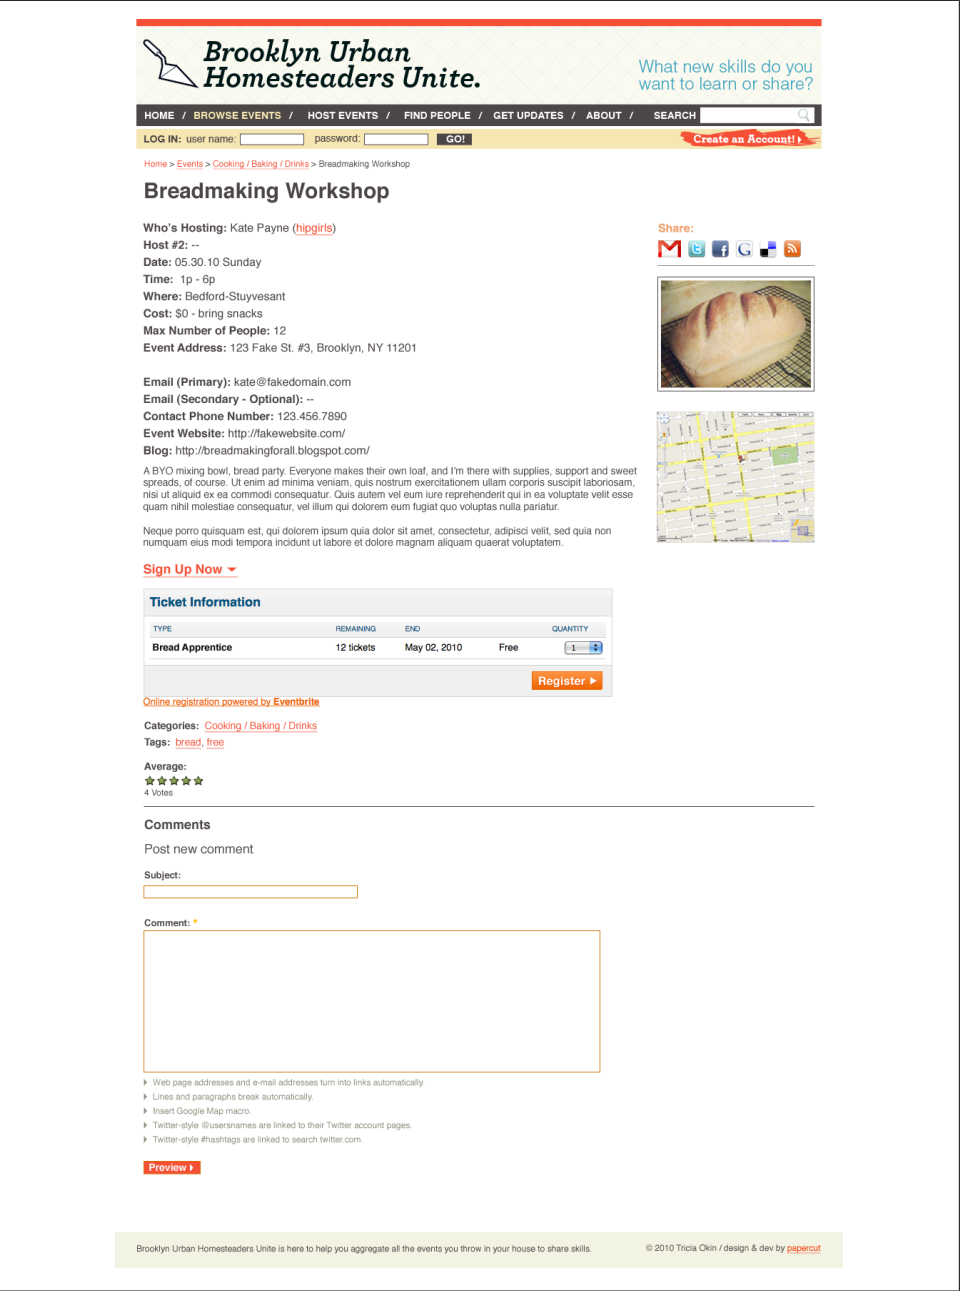 Brooklyn Urban
Homesteaders Unite.
What new skills do you
want to learn or share?
HOME / BROWSE EVENTS / HOST EVENTS / FIND PEOPLE / GET UPDATES / ABOUT / SEARCH
LOG IN: user name: password: GO! Create an Account!
Home > Events > Cooking / Baking / Drinks > Breadmaking Workshop
Breadmaking Workshop
Who's Hosting: Kate Payne (hipgirls)
Host #2: --
Date: 05.30.10 Sunday
Time: 1p - 6p
Where: Bedford-Stuyvesant
Cost: $0 - bring snacks
Max Number of People: 12
Event Address: 123 Fake St. #3, Brooklyn, NY 11201
Share:
Email (Primary): kate@fakedomain.com
Email (Secondary - Optional): --
Contact Phone Number: 123.456.7890
Event Website: http://fakewebsite.com/
Blog: http://breadmakingforall.blogspot.com/
A BYO mixing bowl, bread party. Everyone makes their own loaf, and I'm there with supplies, support and sweet
spreads, of course. Ut enim ad minima veniam, quis nostrum exercitationem ullam corporis suscipit laboriosam,
nisi ut aliquid ex ea commodi consequatur. Quis autem vel eum iure reprehenderit qui in ea voluptate velit esse
quam nihil molestiae consequatur, vel illum qui dolorem eum fugiat quo voluptas nulla pariatur.
Neque porro quisquam est, qui dolorem ipsum quia dolor sit amet, consectetur, adipisci velit, sed quia non
numquam eius modi tempora incidunt ut labore et dolore magnam aliquam quaerat voluptatem.
Sign Up Now
Ticket Information
TYPE REMAINING END QUANTITY
Bread Apprentice 12 tickets May 02, 2010 Free 1
Register
Online registration powered by Eventbrite
Categories: Cooking / Baking / Drinks
Tags: bread, free
Average:
4 Votes
Comments
Post new comment
Subject:
Comment: *
Web page addresses and e-mail addresses turn into links automatically.
Lines and paragraphs break automatically.
Insert Google Map macro.
Twitter-style @usersnames are linked to their Twitter account pages.
Twitter-style #hashtags are linked to search.twitter.com.
Preview
Brooklyn Urban Homesteaders Unite is here to help you aggregate all the events you throw in your house to share skills.
© 2010 Tricia Okin / design & dev by papercut